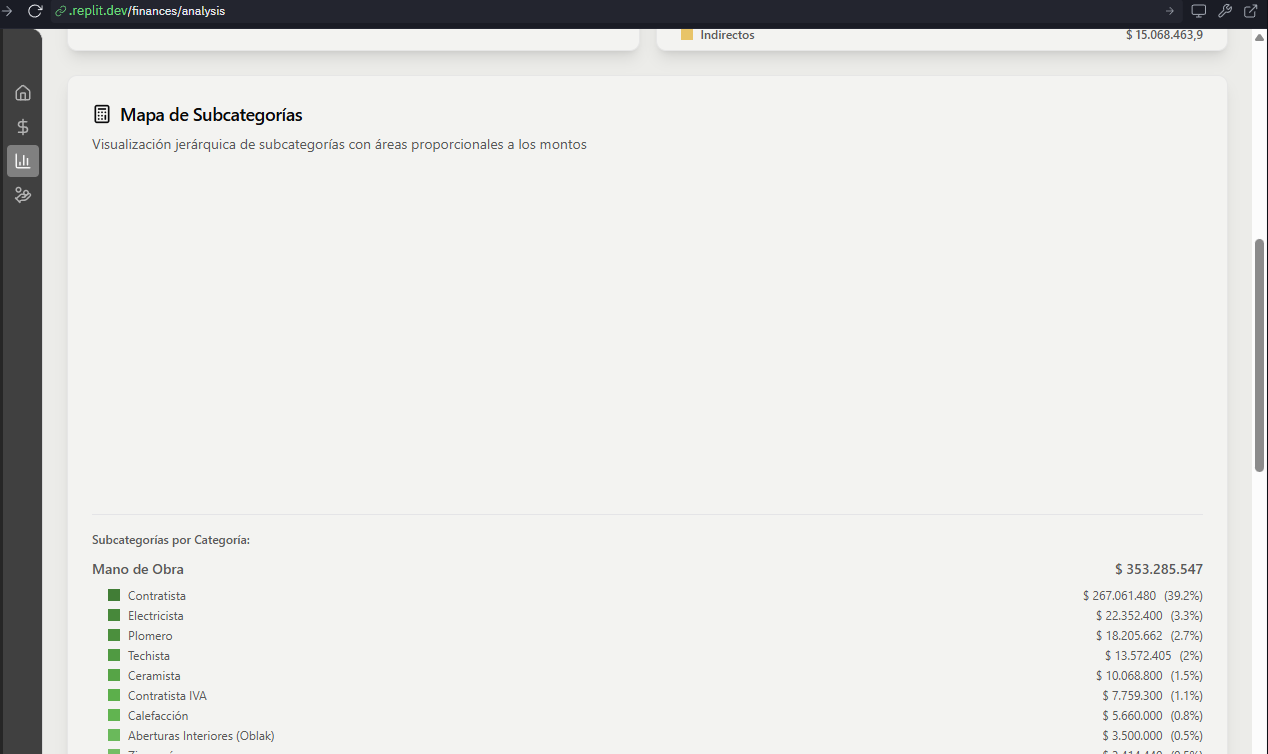 .replit.dev/finances/analysis
Indirectos $ 15.068.463,9
Mapa de Subcategorías
Visualización jerárquica de subcategorías con áreas proporcionales a los montos
Subcategorías por Categoría:
Mano de Obra $ 353.285.547
Contratista $ 267.061.480 (39.2%)
Electricista $ 22.352.400 (3.3%)
Plomero $ 18.205.662 (2.7%)
Techista $ 13.572.405 (2%)
Ceramista $ 10.068.800 (1.5%)
Contratista IVA $ 7.759.300 (1.1%)
Calefacción $ 5.660.000 (0.8%)
Aberturas Interiores (Oblak) $ 3.500.000 (0.5%)